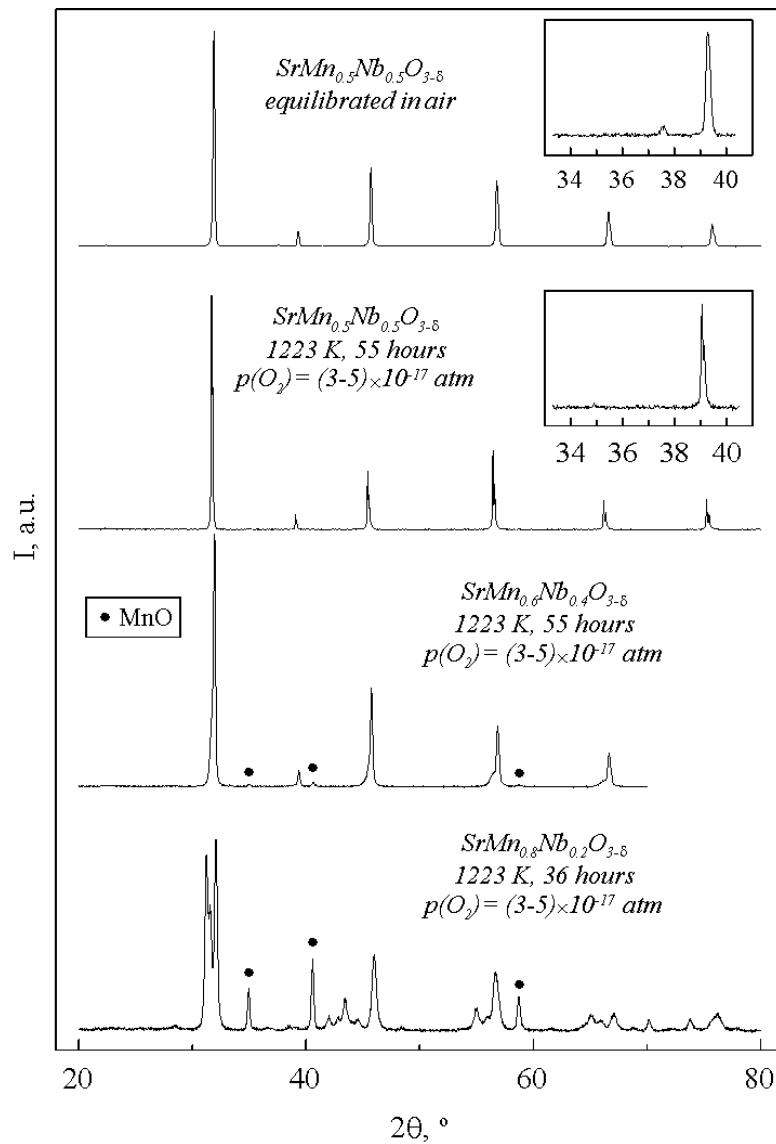 SrMn₀.₅Nb₀.₅O₃₋δ
equilibrated in air
34 36 38 40
SrMn₀.₅Nb₀.₅O₃₋δ
1223 K, 55 hours
p(O₂) = (3-5)×10⁻¹⁷ atm
34 36 38 40
I, a.u.
• MnO
SrMn₀.₆Nb₀.₄O₃₋δ
1223 K, 55 hours
p(O₂) = (3-5)×10⁻¹⁷ atm
SrMn₀.₈Nb₀.₂O₃₋δ
1223 K, 36 hours
p(O₂) = (3-5)×10⁻¹⁷ atm
20 40 60 80
2θ, º